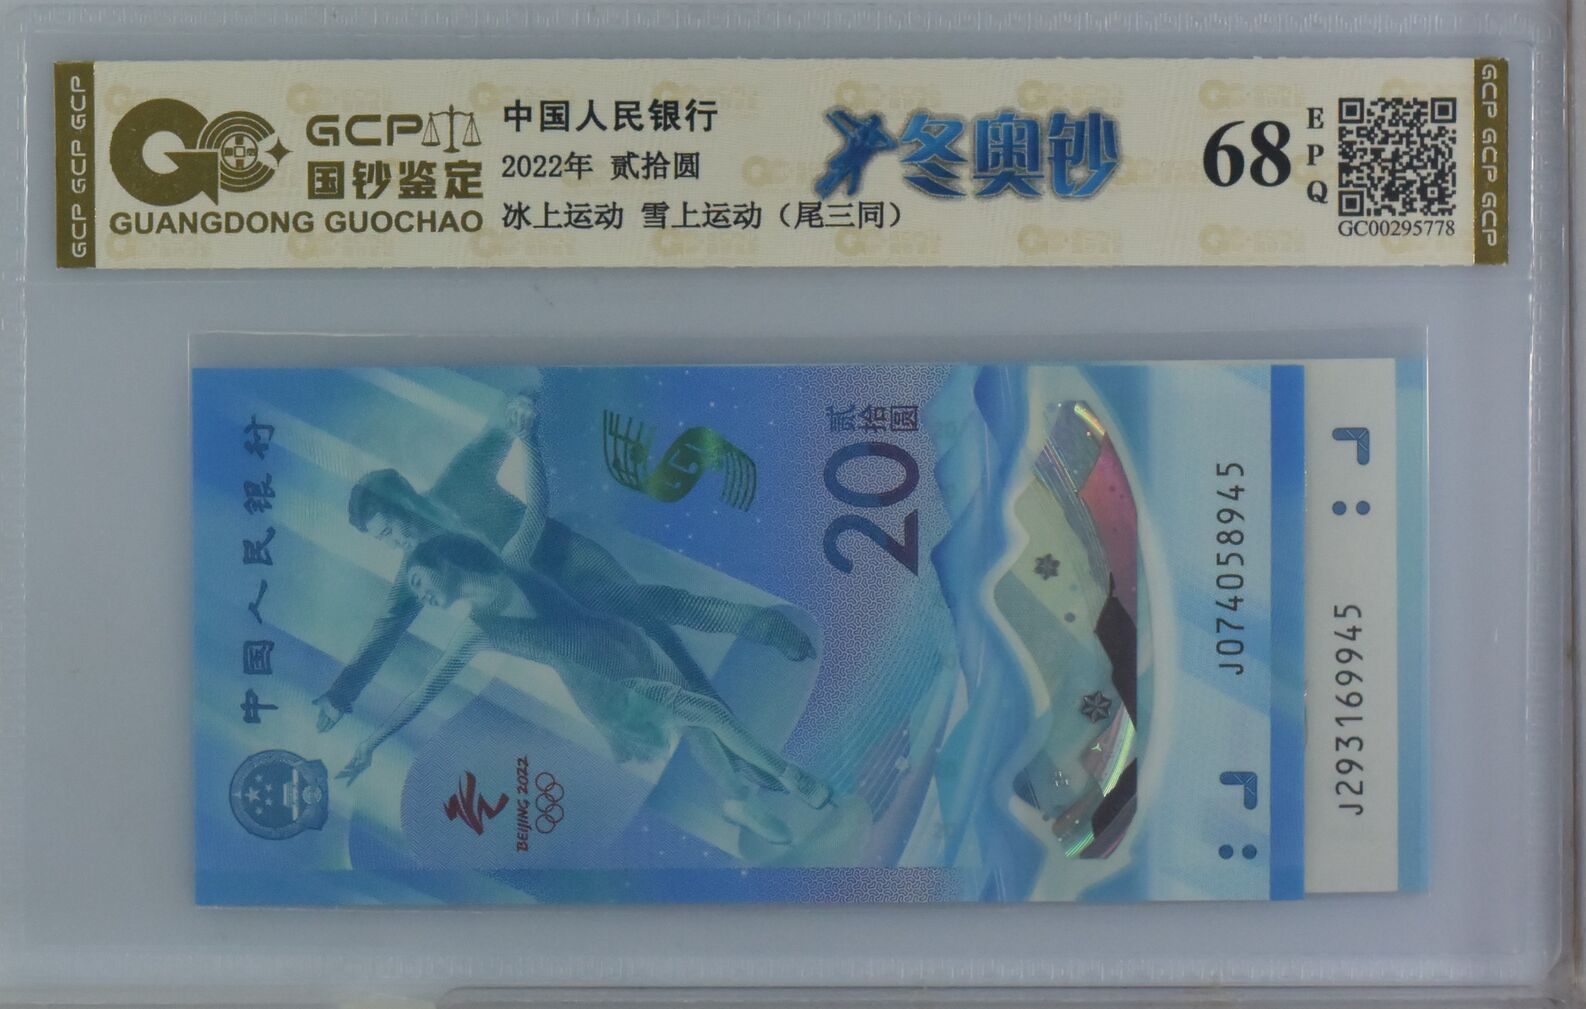 GCP GCP GCP
GCP
国钞鉴定
GUANGDONG GUOCHAO
中国人民银行
2022年 贰拾圆
冰上运动 雪上运动（尾三同）
冬奥钞
68
EPQ
GC00295778
GCP GCP GCP
中国人民银行
BEIJING 2022
贰拾圆
20
J074058945
J293169945